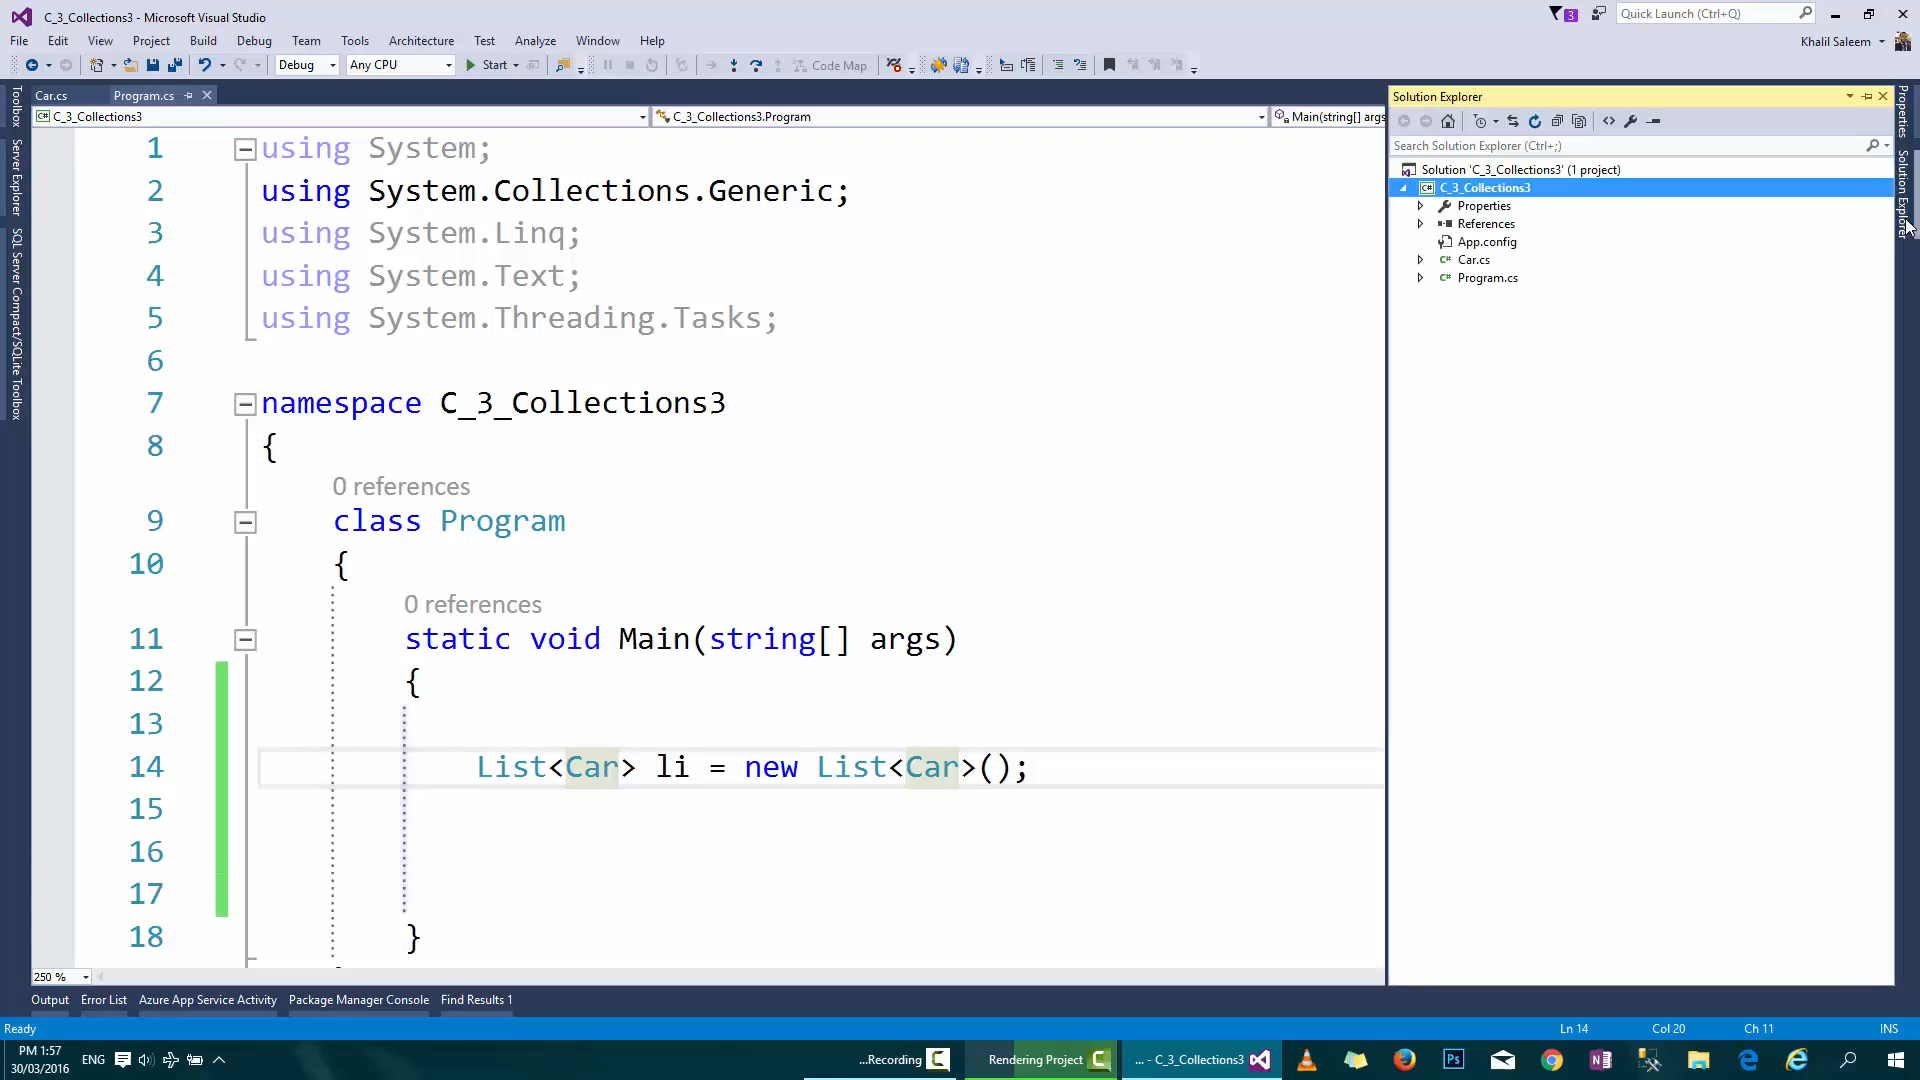 C_3_Collections3 - Microsoft Visual Studio
3
Quick Launch (Ctrl+Q)
File Edit View Project Build Debug Team Tools Architecture Test Analyze Window Help
Khalil Saleem
Debug Any CPU Start Code Map
Car.cs Program.cs
C_3_Collections3 C_3_Collections3.Program Main(string[] args
Toolbox
Server Explorer
SQL Server Compact/SQLite Toolbox
1 using System;
2 using System.Collections.Generic;
3 using System.Linq;
4 using System.Text;
5 using System.Threading.Tasks;
6
7 namespace C_3_Collections3
8 {
0 references
9 class Program
10 {
0 references
11 static void Main(string[] args)
12 {
13
14 List<Car> li = new List<Car>();
15
16
17
18 }
250 %
Solution Explorer
Search Solution Explorer (Ctrl+;)
Solution 'C_3_Collections3' (1 project)
C# C_3_Collections3
Properties
References
App.config
C# Car.cs
C# Program.cs
Properties
Solution Explorer
Output Error List Azure App Service Activity Package Manager Console Find Results 1
Ready Ln 14 Col 20 Ch 11 INS
PM 1:57
30/03/2016
ENG
...Recording
Rendering Project
... - C_3_Collections3
Ps